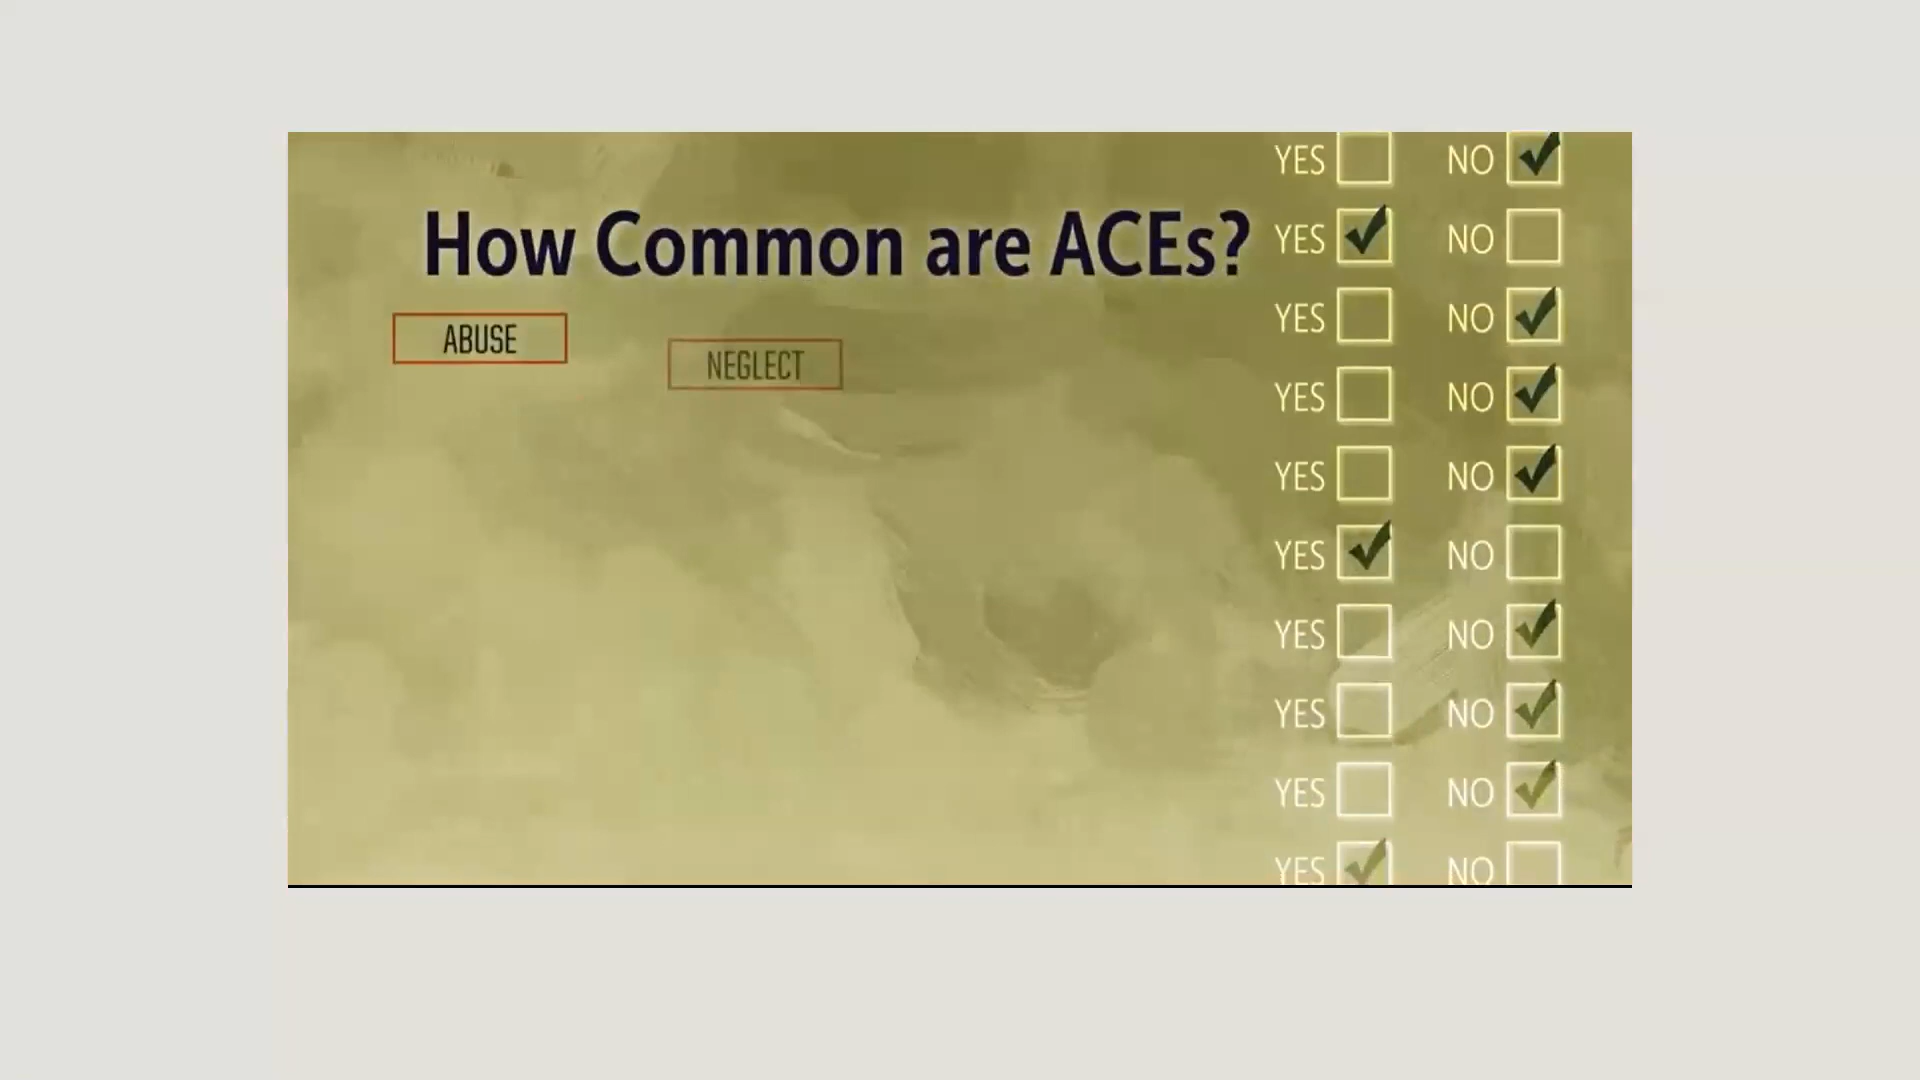 How Common are ACEs?
ABUSE
NEGLECT
YES NO
YES NO
YES NO
YES NO
YES NO
YES NO
YES NO
YES NO
YES NO
YES NO